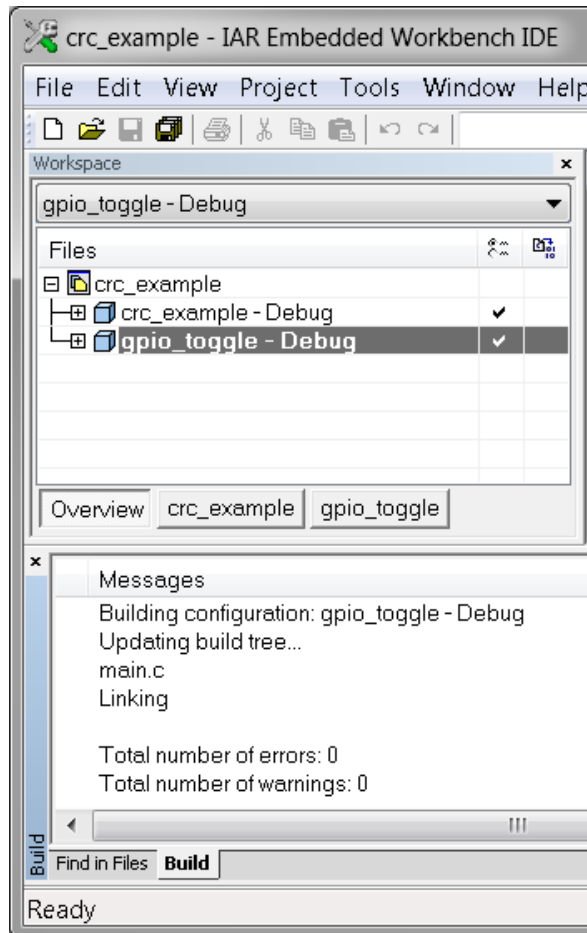 crc_example - IAR Embedded Workbench IDE
File Edit View Project Tools Window Help
Workspace
gpio_toggle - Debug
Files
crc_example
crc_example - Debug
gpio_toggle - Debug
Overview crc_example gpio_toggle
Messages
Building configuration: gpio_toggle - Debug
Updating build tree...
main.c
Linking
Total number of errors: 0
Total number of warnings: 0
Build
Find in Files Build
Ready